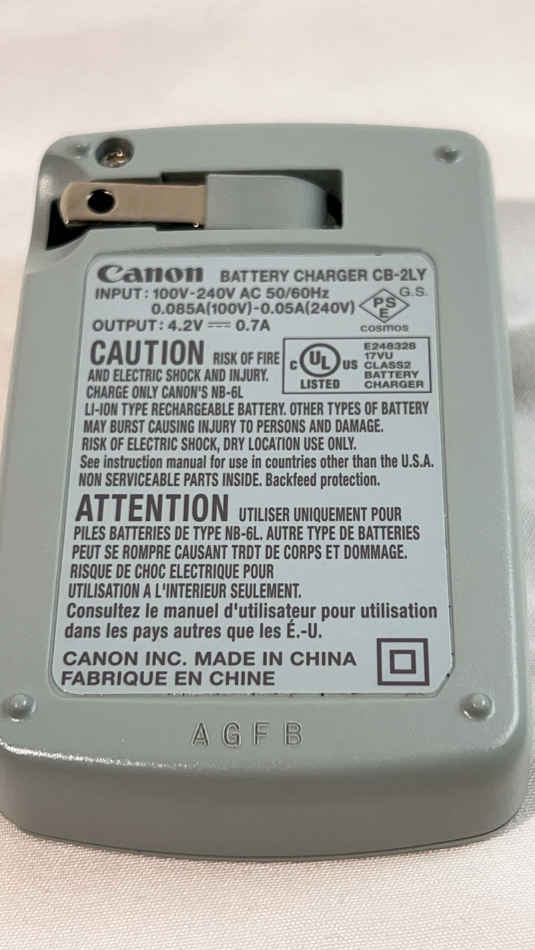 Canon BATTERY CHARGER CB-2LY
INPUT: 100V-240V AC 50/60Hz
0.085A(100V)-0.05A(240V)
OUTPUT: 4.2V ⎓ 0.7A
PS
E
G.S.
cosmos
CAUTION RISK OF FIRE
AND ELECTRIC SHOCK AND INJURY.
CHARGE ONLY CANON'S NB-6L
C UL US
LISTED
E248328
17VU
CLASS2
BATTERY
CHARGER
LI-ION TYPE RECHARGEABLE BATTERY. OTHER TYPES OF BATTERY
MAY BURST CAUSING INJURY TO PERSONS AND DAMAGE.
RISK OF ELECTRIC SHOCK, DRY LOCATION USE ONLY.
See instruction manual for use in countries other than the U.S.A.
NON SERVICEABLE PARTS INSIDE. Backfeed protection.
ATTENTION UTILISER UNIQUEMENT POUR
PILES BATTERIES DE TYPE NB-6L. AUTRE TYPE DE BATTERIES
PEUT SE ROMPRE CAUSANT TRDT DE CORPS ET DOMMAGE.
RISQUE DE CHOC ELECTRIQUE POUR
UTILISATION A L'INTERIEUR SEULEMENT.
Consultez le manuel d'utilisateur pour utilisation
dans les pays autres que les É.-U.
CANON INC. MADE IN CHINA
FABRIQUE EN CHINE
AGFB